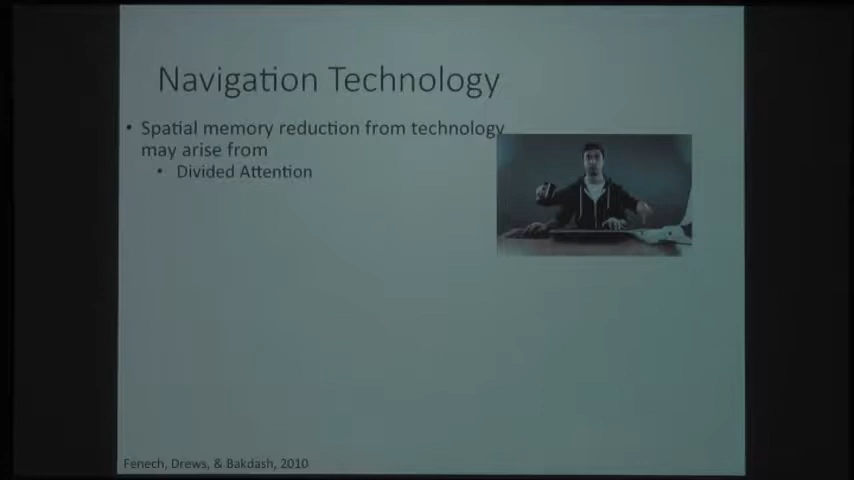 Navigation Technology
• Spatial memory reduction from technology
may arise from
• Divided Attention
Fenech, Drews, & Bakdash, 2010